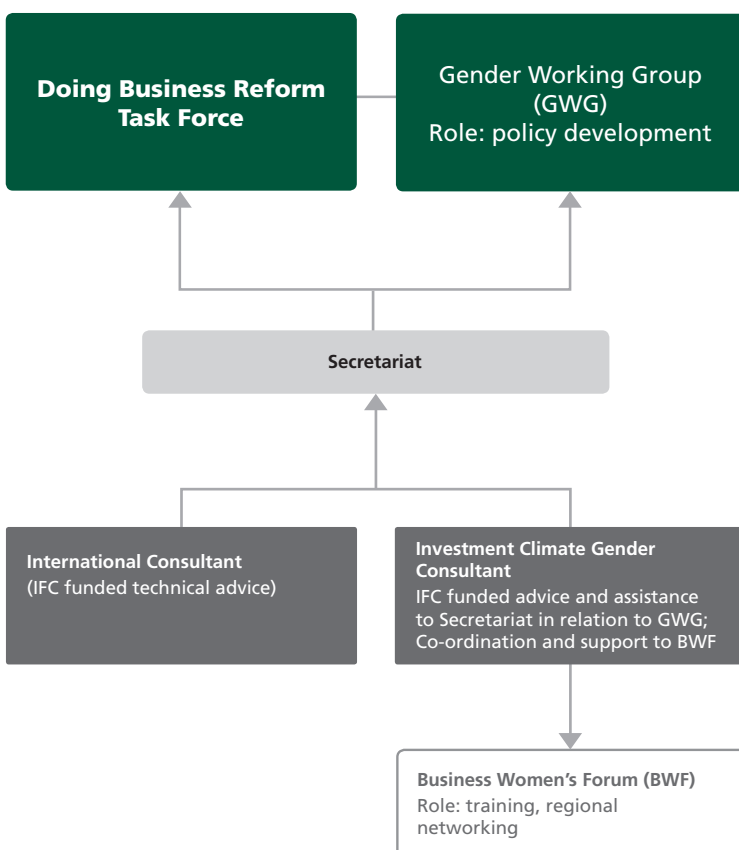 Doing Business Reform
Task Force
Gender Working Group
(GWG)
Role: policy development
Secretariat
International Consultant
(IFC funded technical advice)
Investment Climate Gender
Consultant
IFC funded advice and assistance
to Secretariat in relation to GWG;
Co-ordination and support to BWF
Business Women's Forum (BWF)
Role: training, regional
networking